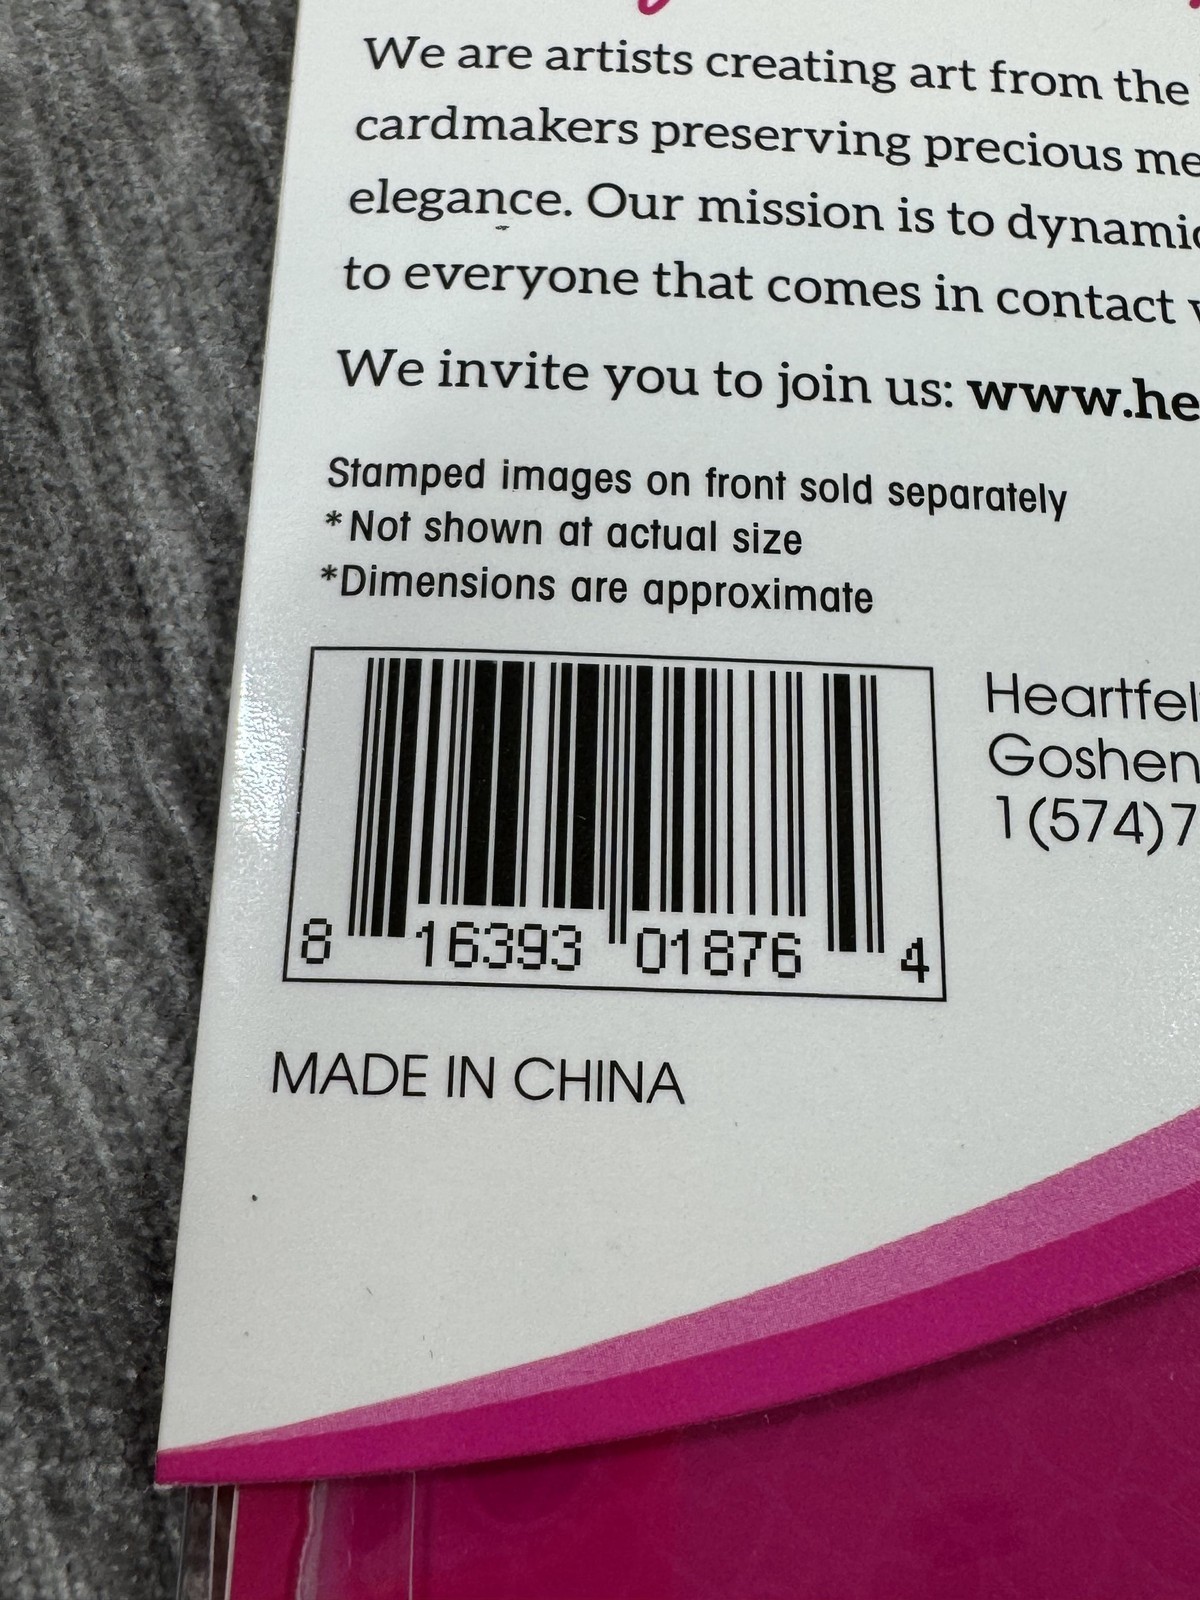 We are artists creating art from the
cardmakers preserving precious me
elegance. Our mission is to dynamic
to everyone that comes in contact
We invite you to join us: www.he
Stamped images on front sold separately
*Not shown at actual size
*Dimensions are approximate
Heartfel
Goshen
1(574)7
8 16393 01876 4
MADE IN CHINA